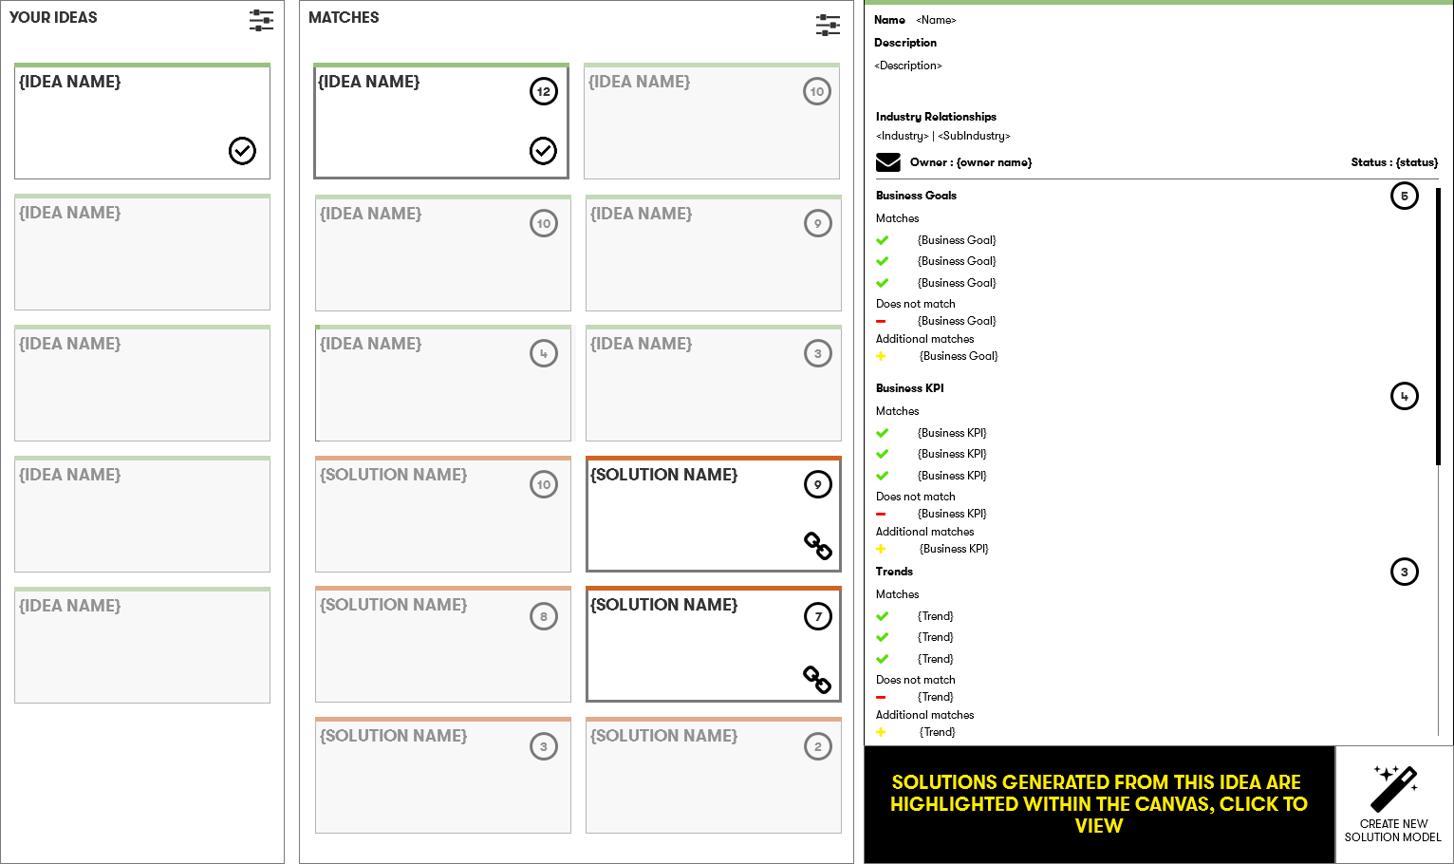 YOUR IDEAS
{IDEA NAME}
{IDEA NAME}
{IDEA NAME}
{IDEA NAME}
{IDEA NAME}
MATCHES
{IDEA NAME}
12
{IDEA NAME}
10
{IDEA NAME}
10
{IDEA NAME}
9
{IDEA NAME}
4
{IDEA NAME}
3
{SOLUTION NAME}
10
{SOLUTION NAME}
9
{SOLUTION NAME}
8
{SOLUTION NAME}
7
{SOLUTION NAME}
3
{SOLUTION NAME}
2
Name <Name>
Description
<Description>
Industry Relationships
<Industry> | <SubIndustry>
Owner : {owner name} Status : {status}
Business Goals 5
Matches
{Business Goal}
{Business Goal}
{Business Goal}
Does not match
{Business Goal}
Additional matches
{Business Goal}
Business KPI 4
Matches
{Business KPI}
{Business KPI}
{Business KPI}
Does not match
{Business KPI}
Additional matches
{Business KPI}
Trends 3
Matches
{Trend}
{Trend}
{Trend}
Does not match
{Trend}
Additional matches
{Trend}
SOLUTIONS GENERATED FROM THIS IDEA ARE
HIGHLIGHTED WITHIN THE CANVAS, CLICK TO
VIEW
CREATE NEW
SOLUTION MODEL